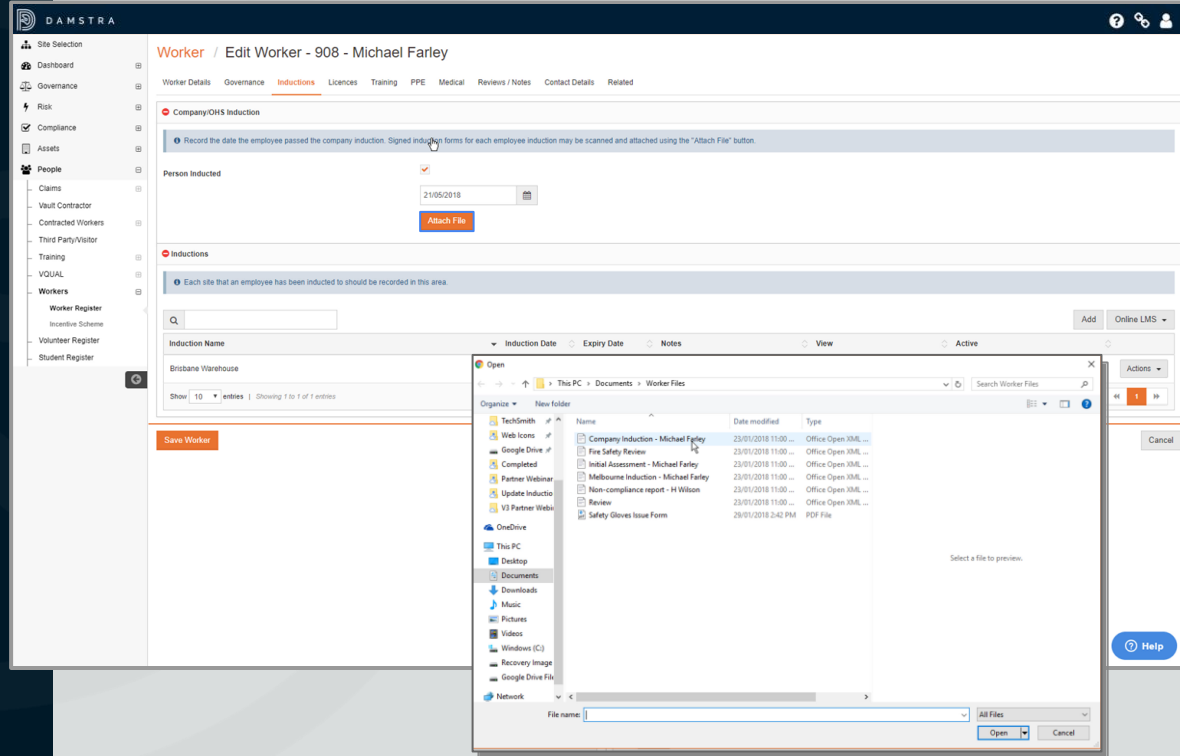 DAMSTRA
Site Selection
Dashboard
Governance
Risk
Compliance
Assets
People
Claims
Vault Contractor
Contracted Workers
Third Party/Visitor
Training
VQUAL
Workers
Worker Register
Incentive Scheme
Volunteer Register
Student Register
Worker / Edit Worker - 908 - Michael Farley
Worker Details Governance Inductions Licences Training PPE Medical Reviews / Notes Contact Details Related
Company/OHS Induction
Record the date the employee passed the company induction. Signed induction forms for each employee induction may be scanned and attached using the "Attach File" button.
Person Inducted
21/05/2018
Attach File
Inductions
Each site that an employee has been inducted to should be recorded in this area.
Add Online LMS
Induction Name Induction Date Expiry Date Notes View Active
Brisbane Warehouse
Actions
Show 10 entries | Showing 1 to 1 of 1 entries
1
Save Worker
Cancel
Open
This PC > Documents > Worker Files
Search Worker Files
Organize New folder
TechSmith
Web Icons
Google Drive
Completed
Partner Webinar
Update Inductio
V3 Partner Webi
OneDrive
This PC
Desktop
Documents
Downloads
Music
Pictures
Videos
Windows (C:)
Recovery Image
Google Drive File
Network
Name Date modified Type
Company Induction - Michael Farley 23/01/2018 11:00 ... Office Open XML ...
Fire Safety Review 23/01/2018 11:00 ... Office Open XML ...
Initial Assessment - Michael Farley 23/01/2018 11:00 ... Office Open XML ...
Melbourne Induction - Michael Farley 23/01/2018 11:00 ... Office Open XML ...
Non-compliance report - H Wilson 23/01/2018 11:00 ... Office Open XML ...
Review 23/01/2018 11:00 ... Office Open XML ...
Safety Gloves Issue Form 29/01/2018 2:42 PM PDF File
Select a file to preview.
File name: All Files
Open Cancel
Help